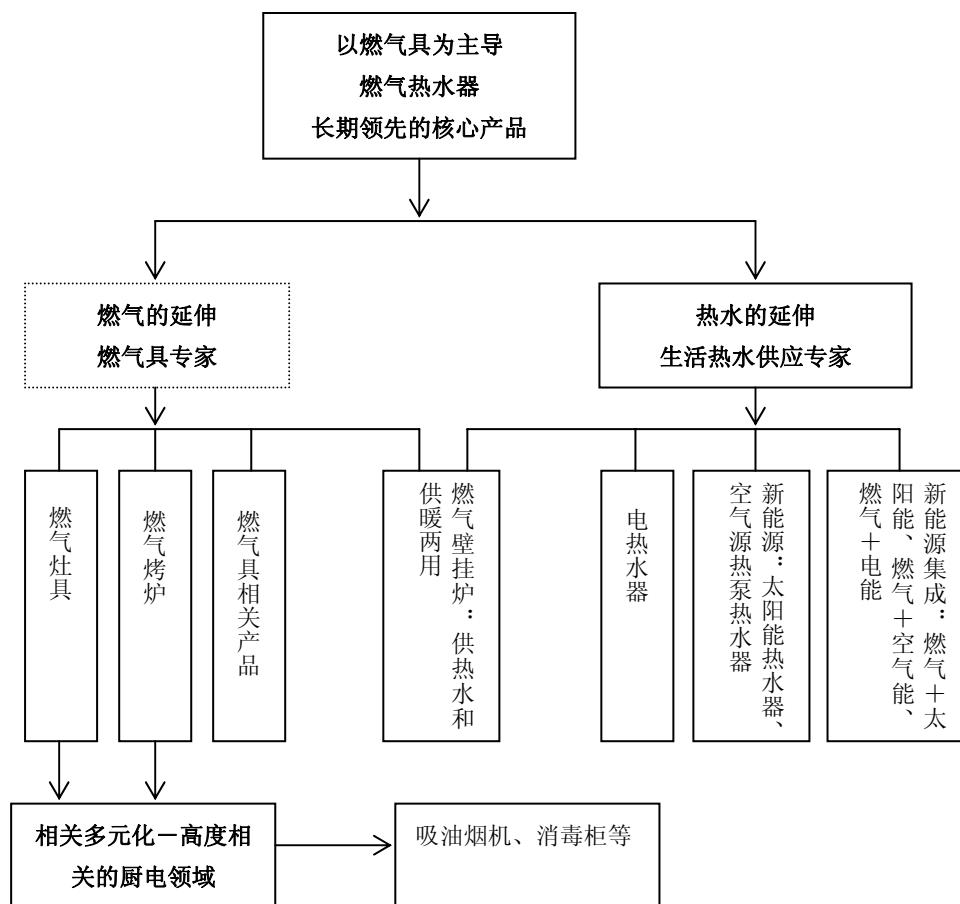 以燃气具为主导
燃气热水器
长期领先的核心产品
燃气的延伸
燃气具专家
热水的延伸
生活热水供应专家
燃气灶具
燃气烤炉
燃气具相关产品
燃气壁挂炉：供热水和
供暖两用
电热水器
新能源：太阳能热水器、
空气源热泵热水器
新能源集成：燃气＋太
阳能、燃气＋空气能、
燃气＋电能
相关多元化－高度相
关的厨电领域
吸油烟机、消毒柜等